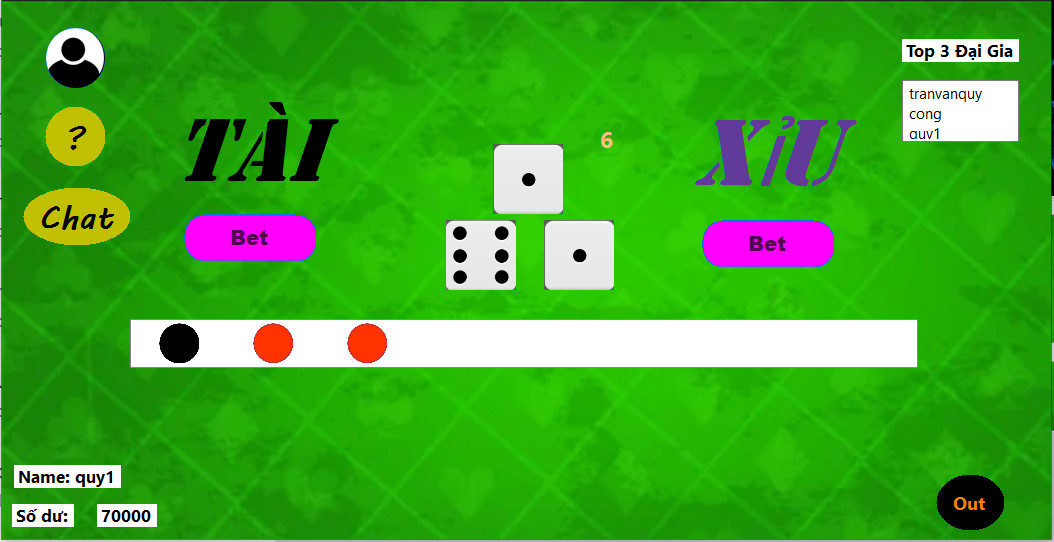 Top 3 Đại Gia
tranvanquy
cong
quy1
?
TÀI
6
XỈU
Chat
Bet
Bet
Name: quy1
Số dư: 70000
Out